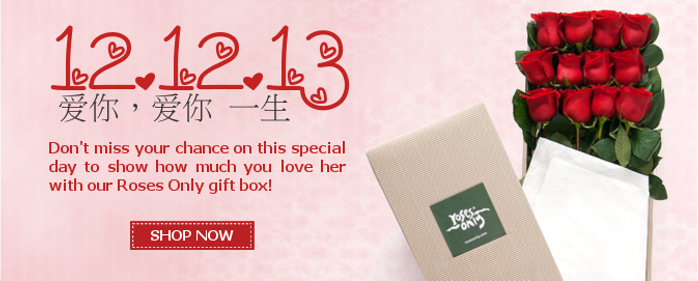 12.12.13
爱你，爱你 一生
Don't miss your chance on this special
day to show how much you love her
with our Roses Only gift box!
SHOP NOW
roses
only